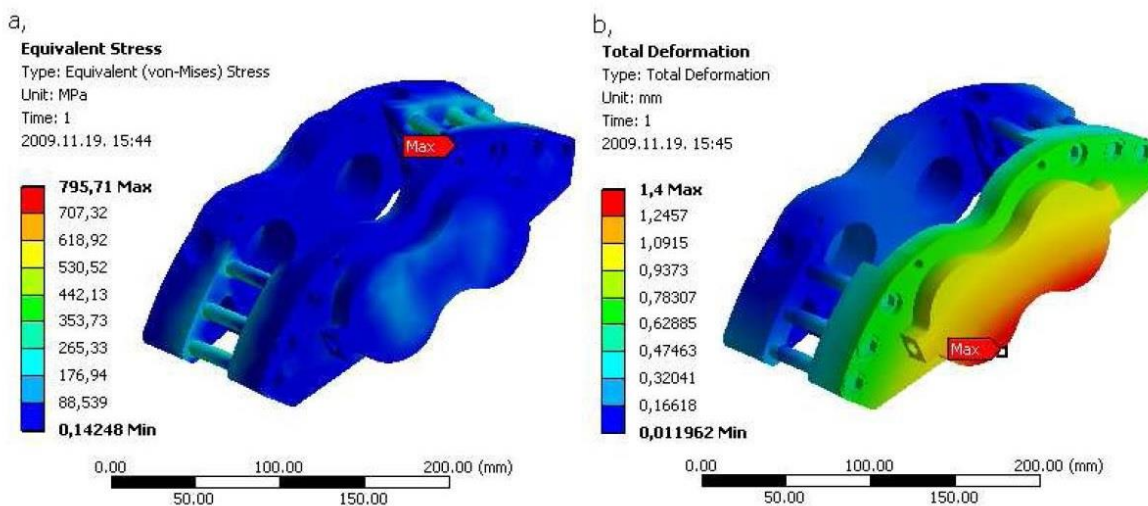 a,
Equivalent Stress
Type: Equivalent (von-Mises) Stress
Unit: MPa
Time: 1
2009.11.19. 15:44
Max
795,71 Max
707,32
618,92
530,52
442,13
353,73
265,33
176,94
88,539
0,14248 Min
0.00 100.00 200.00 (mm)
50.00 150.00
b,
Total Deformation
Type: Total Deformation
Unit: mm
Time: 1
2009.11.19. 15:45
1,4 Max
1,2457
1,0915
0,9373
0,78307
0,62885
0,47463
0,32041
0,16618
0,011962 Min
Max
0.00 100.00 200.00 (mm)
50.00 150.00